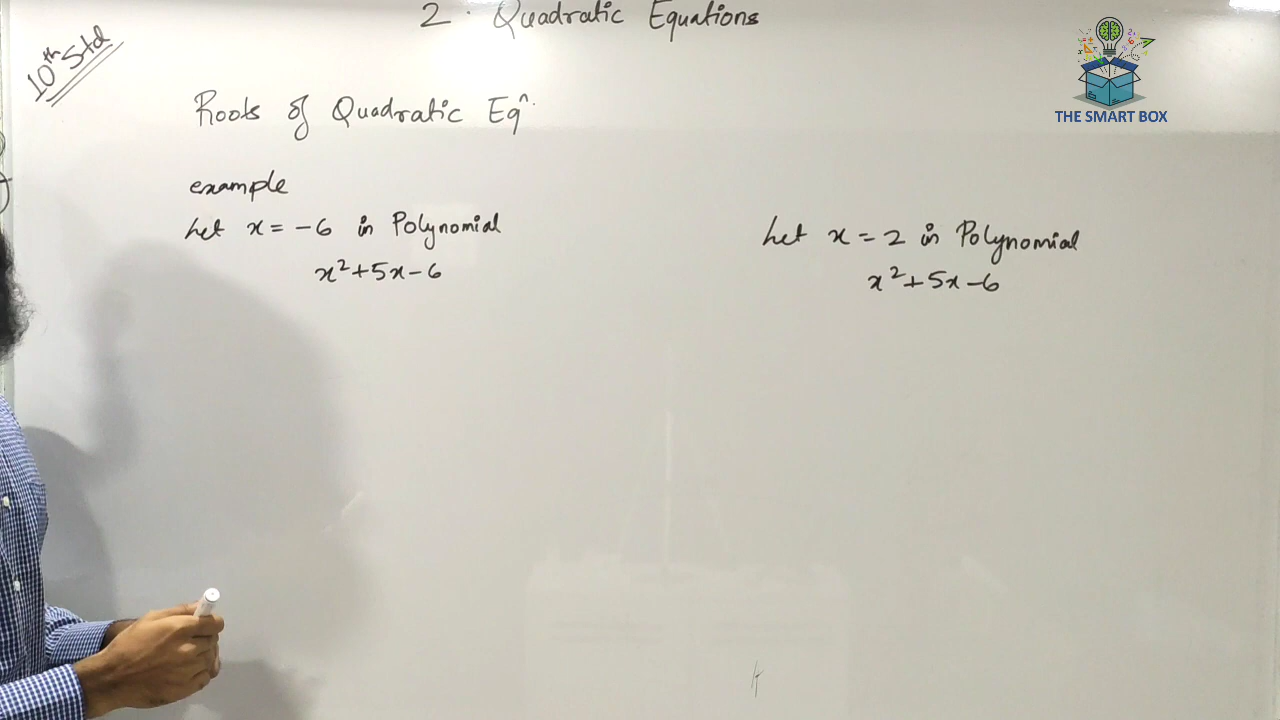 2. Quadratic Equations
10th Std
THE SMART BOX
Roots of Quadratic Eqⁿ.
example
Let x = -6 in Polynomial
x²+5x-6
Let x = 2 in Polynomial
x²+5x-6